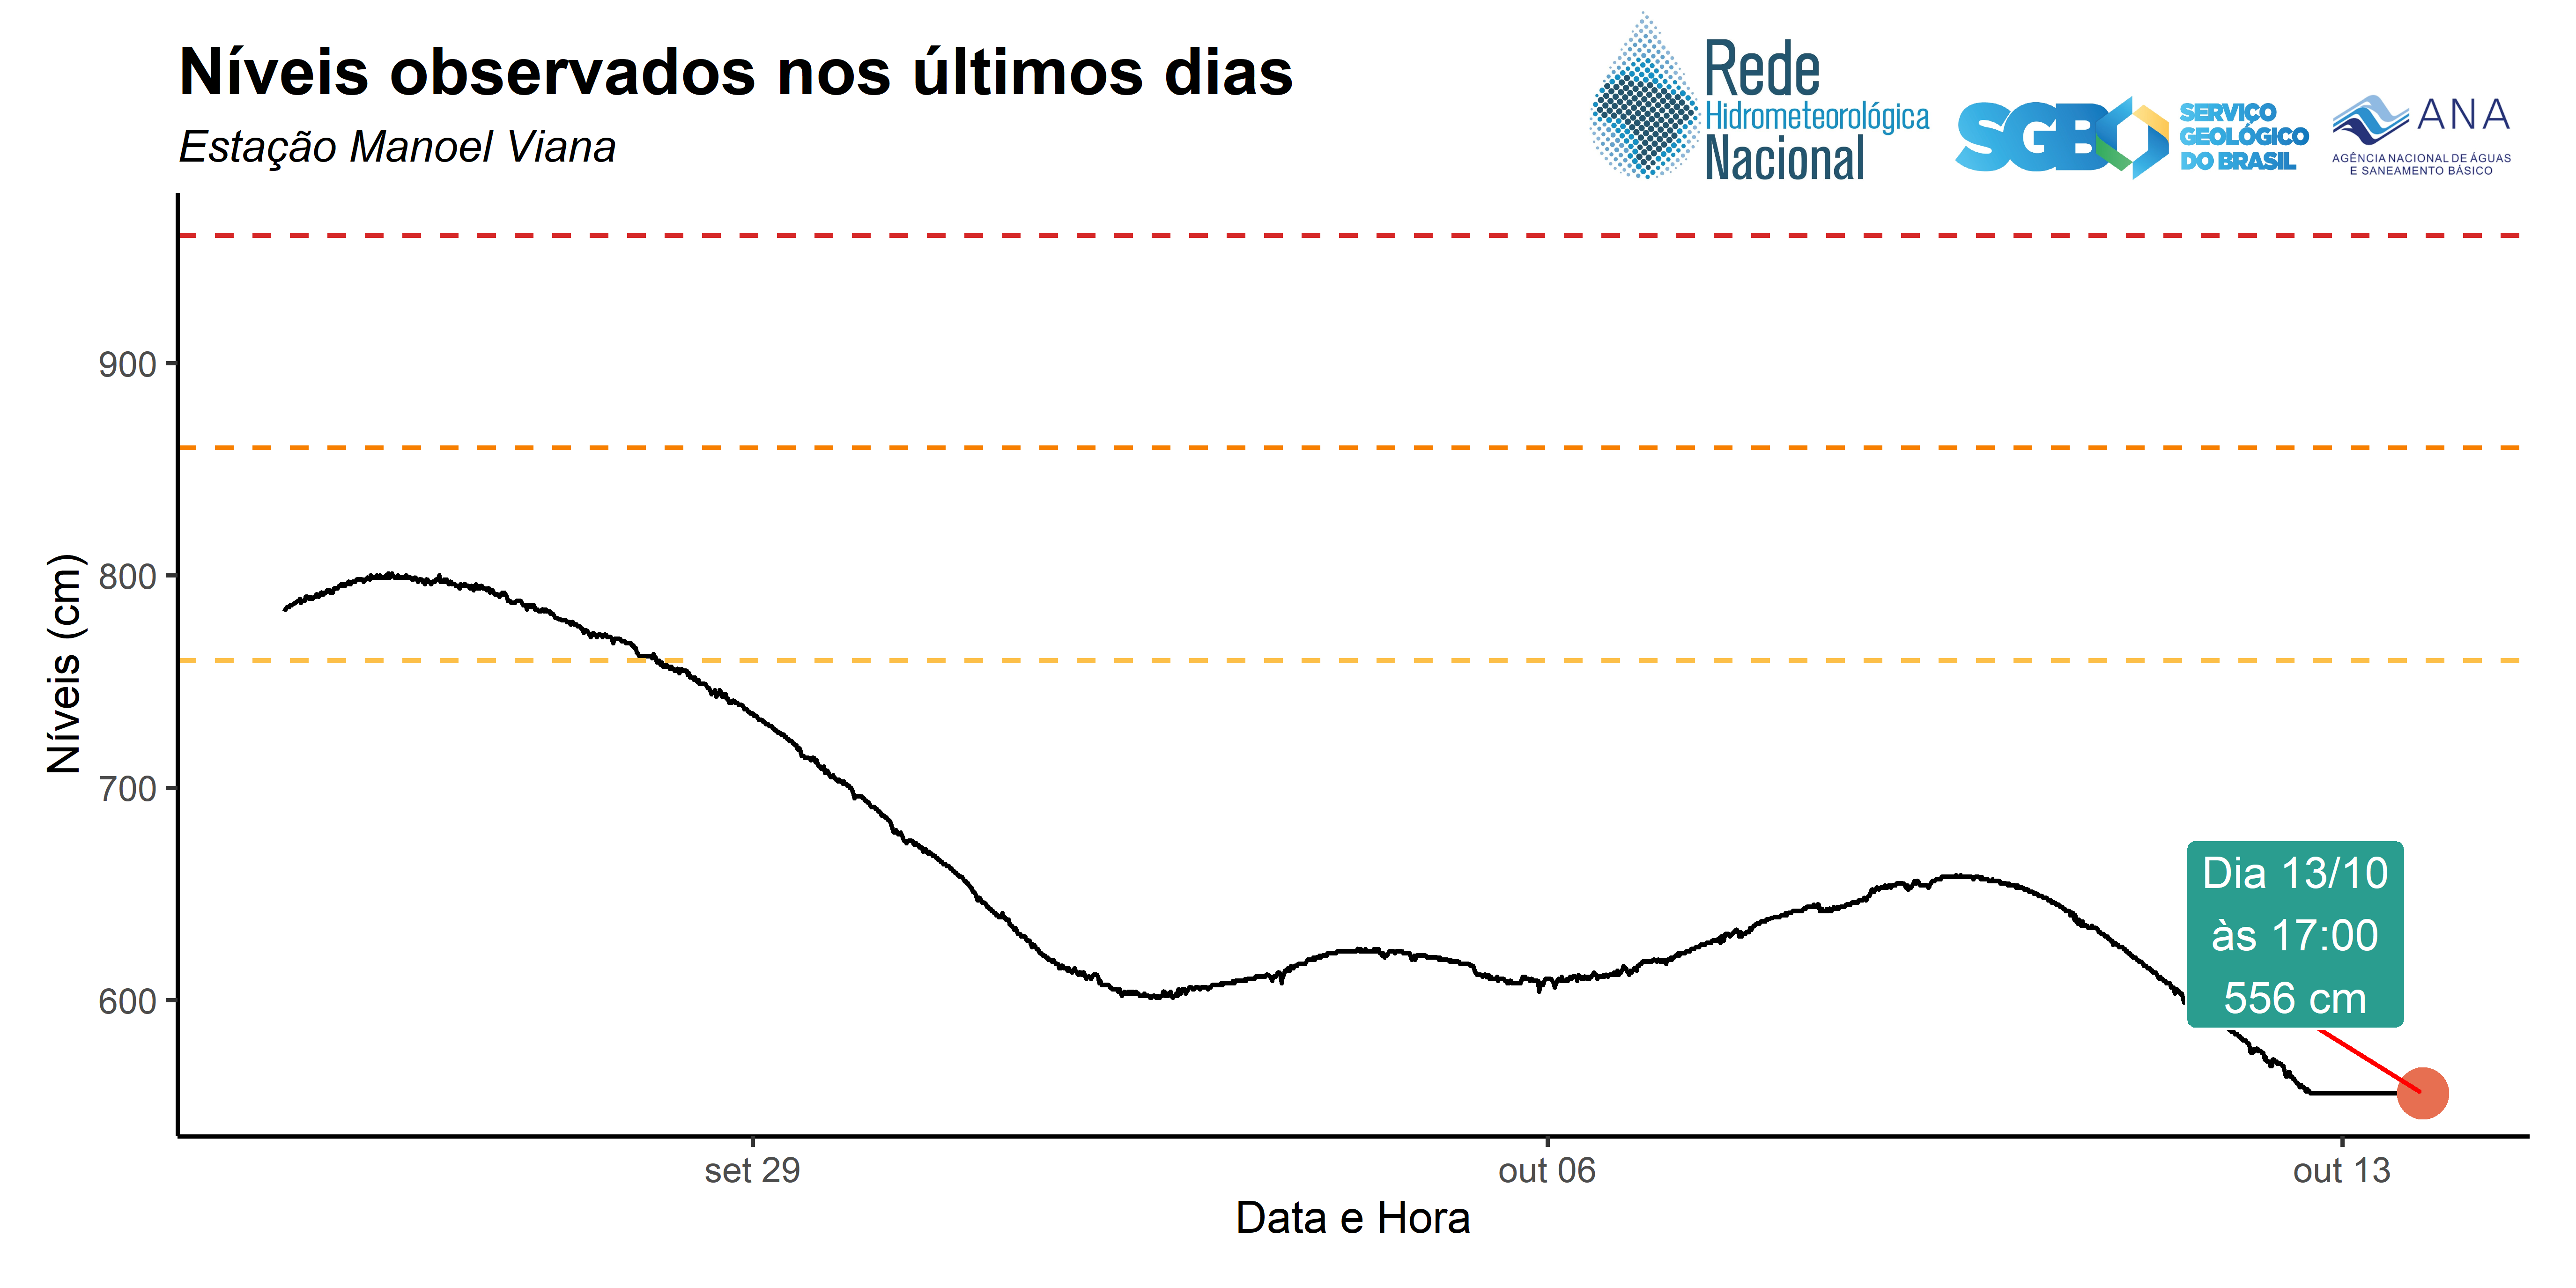 Níveis observados nos últimos dias
Estação Manoel Viana
Rede
Hidrometeorológica
Nacional
SGB
SERVIÇO
GEOLÓGICO
DO BRASIL
ANA
AGÊNCIA NACIONAL DE ÁGUAS
E SANEAMENTO BÁSICO
Níveis (cm)
900
800
700
600
Dia 13/10
às 17:00
556 cm
set 29
out 06
out 13
Data e Hora